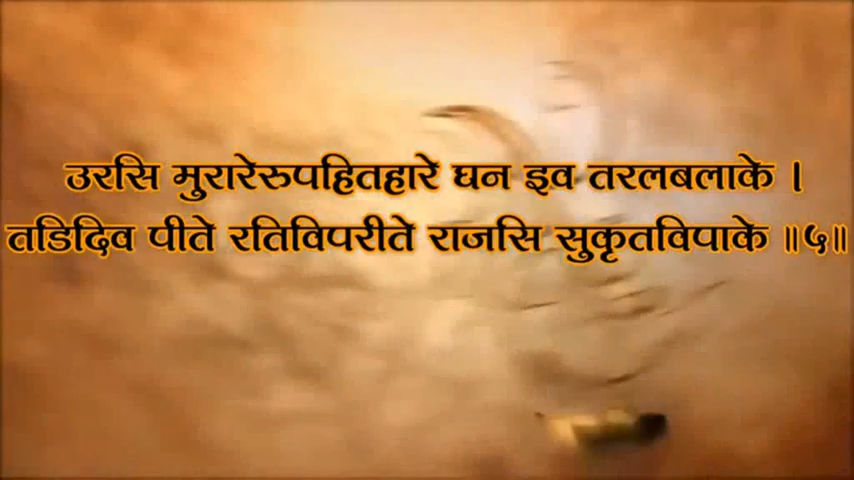 उरसि मुरारेरुपहितहारे घन इव तरलबलाके ।
तडिदिव पीते रतिविपरीते राजसि सुकृतविपाके ॥५॥